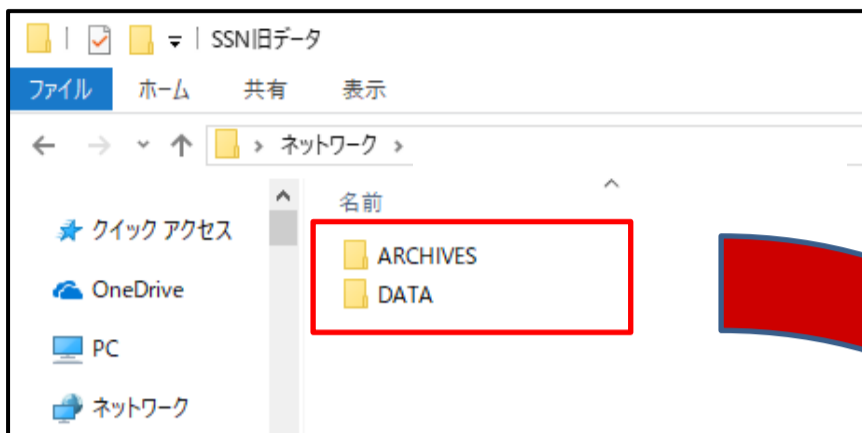 SSN旧データ
ファイル ホーム 共有 表示
ネットワーク
名前
クイック アクセス
ARCHIVES
OneDrive
DATA
PC
ネットワーク